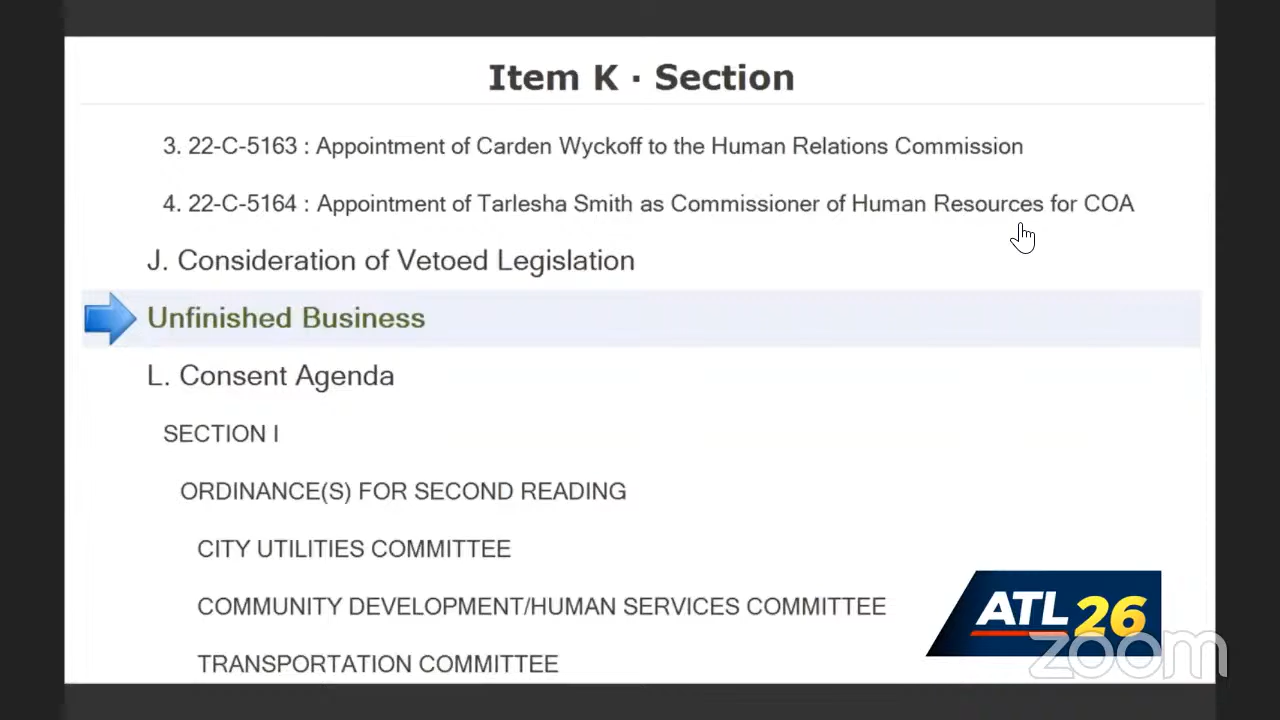 Item K · Section
3. 22-C-5163 : Appointment of Carden Wyckoff to the Human Relations Commission
4. 22-C-5164 : Appointment of Tarlesha Smith as Commissioner of Human Resources for COA
J. Consideration of Vetoed Legislation
Unfinished Business
L. Consent Agenda
SECTION I
ORDINANCE(S) FOR SECOND READING
CITY UTILITIES COMMITTEE
COMMUNITY DEVELOPMENT/HUMAN SERVICES COMMITTEE
TRANSPORTATION COMMITTEE
ATL 26
zoom